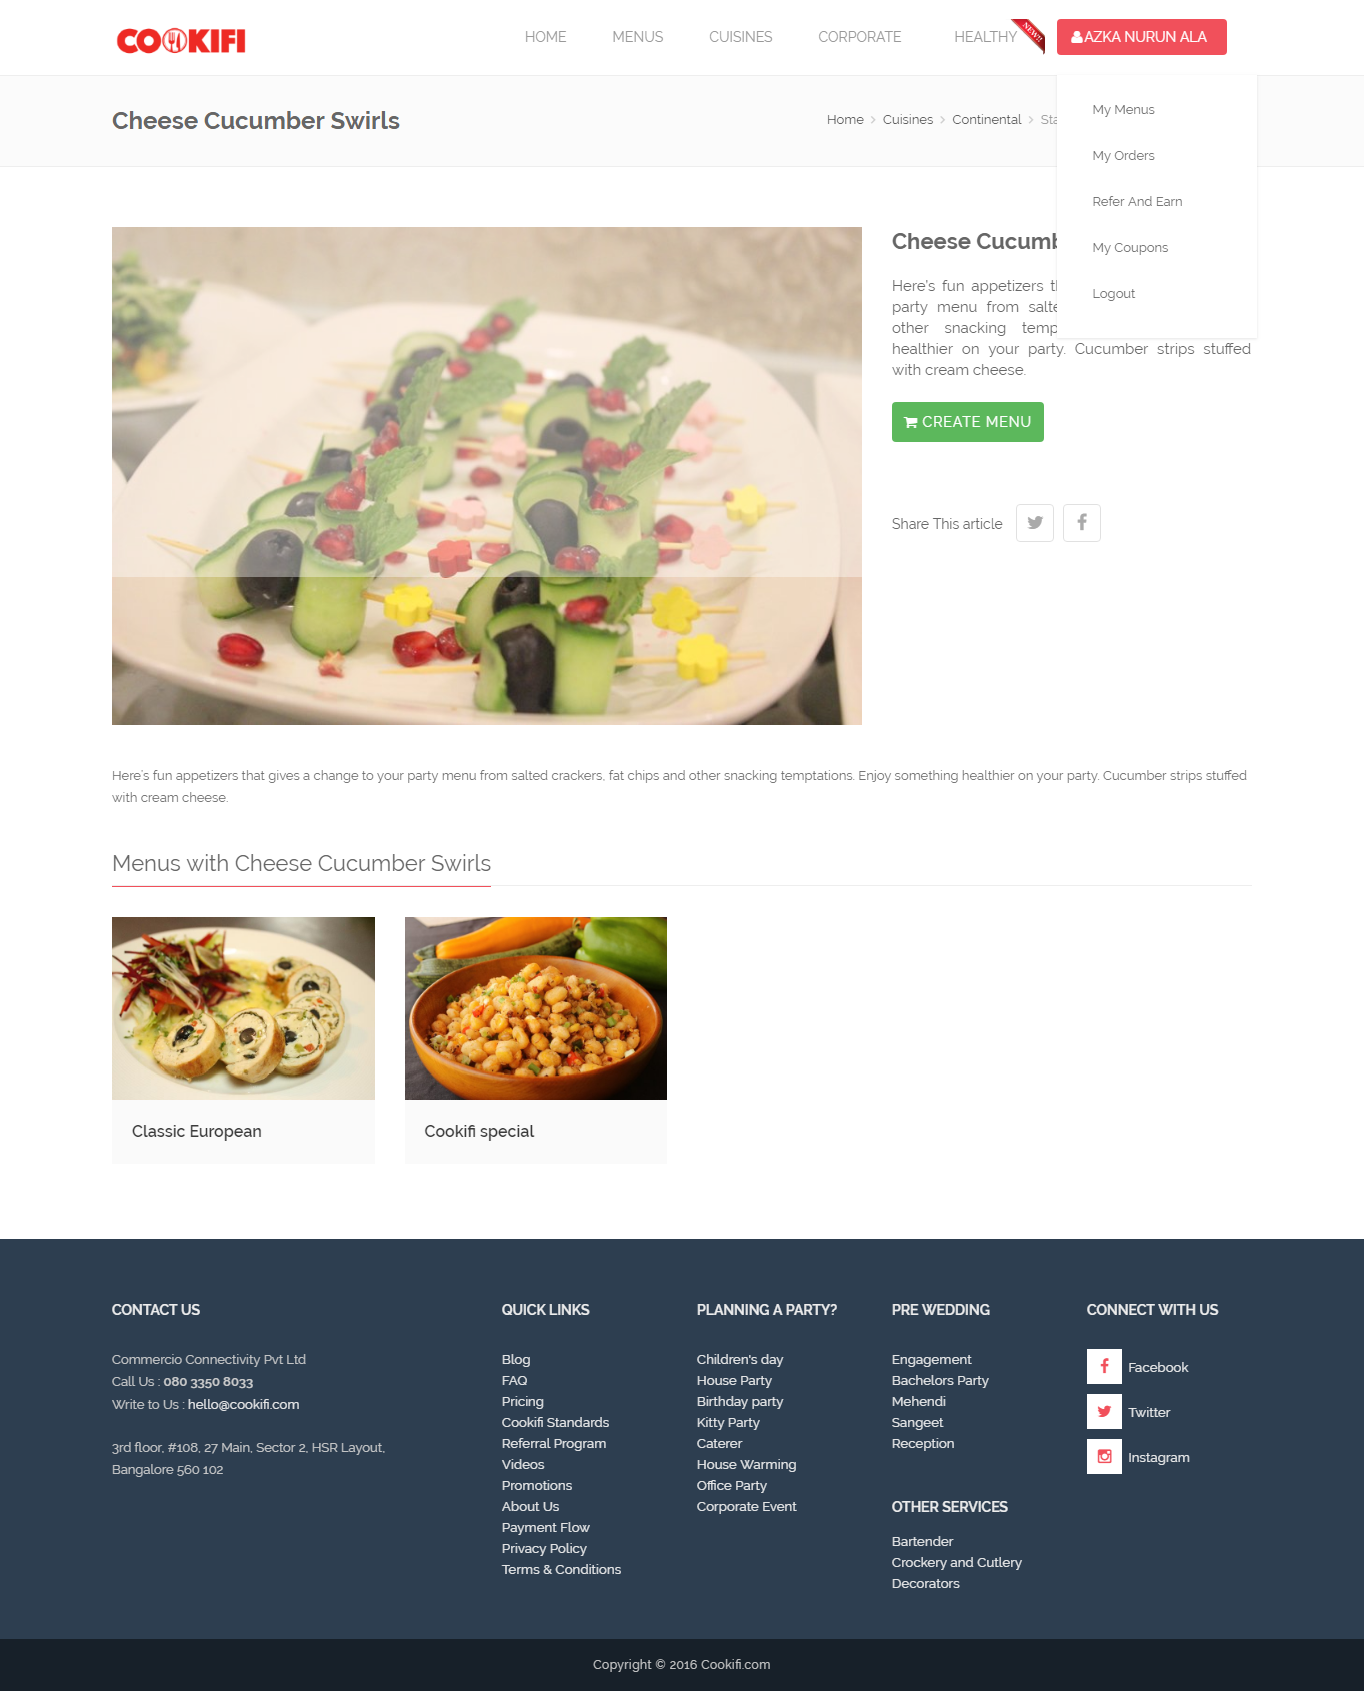 COOKIFI
HOME MENUS CUISINES CORPORATE HEALTHY NEW!! AZKA NURUN ALA
Cheese Cucumber Swirls
Home > Cuisines > Continental >
My Menus
My Orders
Refer And Earn
My Coupons
Logout
Cheese
Here's fun appetizers
party menu from
other snacking
healthier on your party. Cucumber strips stuffed
with cream cheese.
CREATE MENU
Share This article
Here's fun appetizers that gives a change to your party menu from salted crackers, fat chips and other snacking temptations. Enjoy something healthier on your party. Cucumber strips stuffed
with cream cheese.
Menus with Cheese Cucumber Swirls
Classic European
Cookifi special
CONTACT US
Commercio Connectivity Pvt Ltd
Call Us : 080 3350 8033
Write to Us : hello@cookifi.com
3rd floor, #108, 27 Main, Sector 2, HSR Layout,
Bangalore 560 102
QUICK LINKS
Blog
FAQ
Pricing
Cookifi Standards
Referral Program
Videos
Promotions
About Us
Payment Flow
Privacy Policy
Terms & Conditions
PLANNING A PARTY?
Children's day
House Party
Birthday party
Kitty Party
Caterer
House Warming
Office Party
Corporate Event
PRE WEDDING
Engagement
Bachelors Party
Mehendi
Sangeet
Reception
OTHER SERVICES
Bartender
Crockery and Cutlery
Decorators
CONNECT WITH US
Facebook
Twitter
Instagram
Copyright © 2016 Cookifi.com